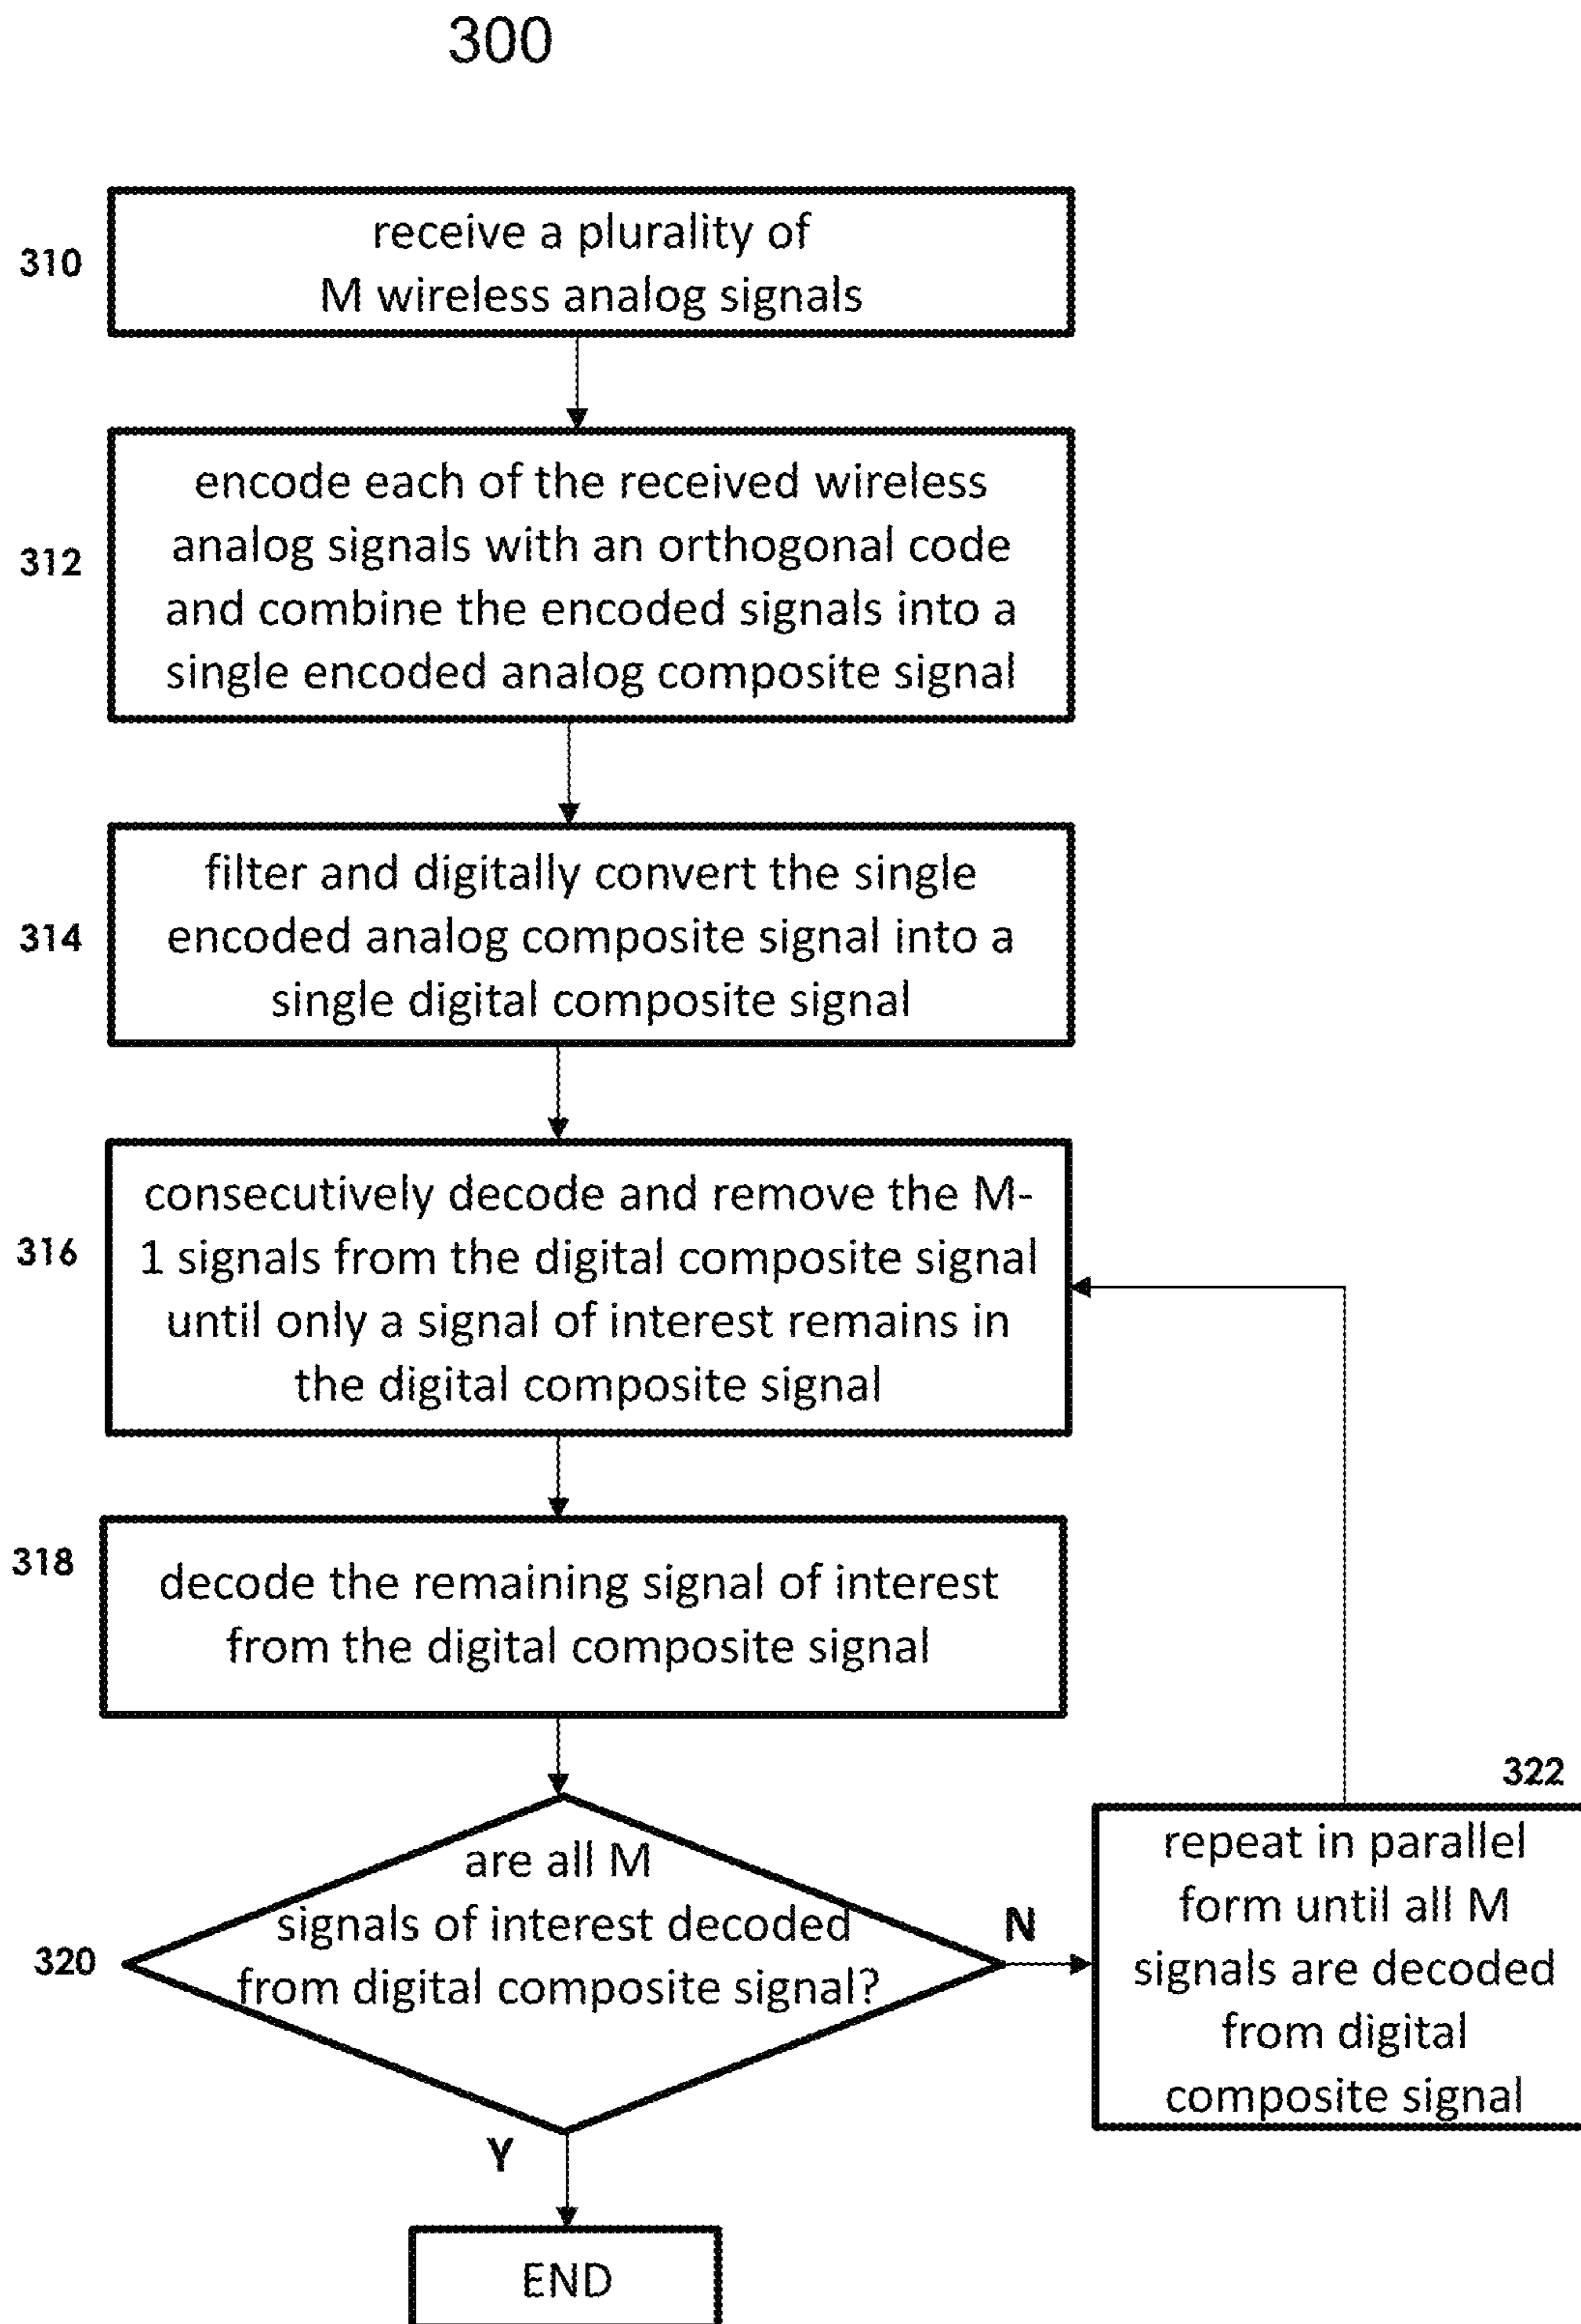 300
310
receive a plurality of
M wireless analog signals
312
encode each of the received wireless
analog signals with an orthogonal code
and combine the encoded signals into a
single encoded analog composite signal
314
filter and digitally convert the single
encoded analog composite signal into a
single digital composite signal
316
consecutively decode and remove the M-
1 signals from the digital composite signal
until only a signal of interest remains in
the digital composite signal
318
decode the remaining signal of interest
from the digital composite signal
320
are all M
signals of interest decoded
from digital composite signal?
N
322
repeat in parallel
form until all M
signals are decoded
from digital
composite signal
Y
END